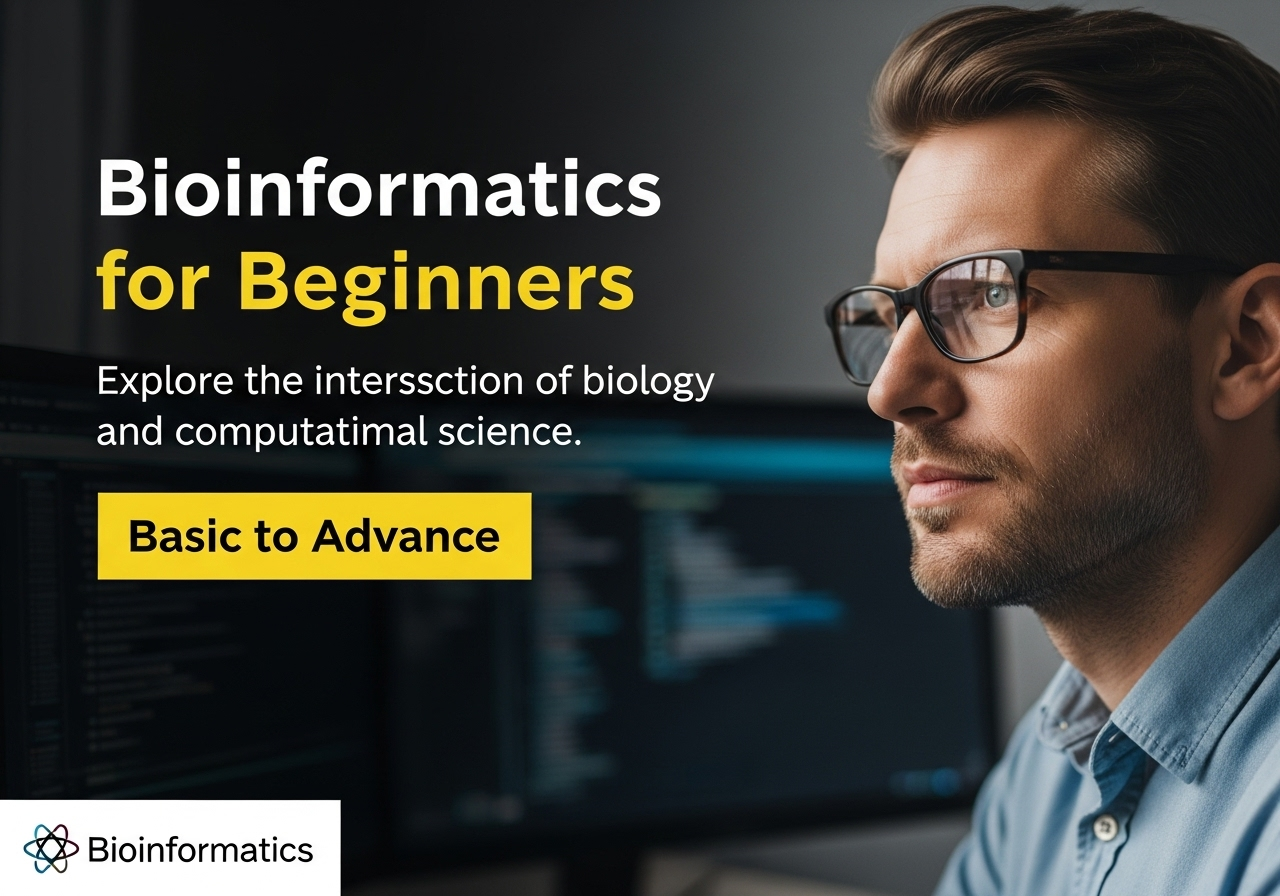 Bioinformatics
for Beginners
Explore the interssction of biology
and computatimal science.
Basic to Advance
Bioinformatics